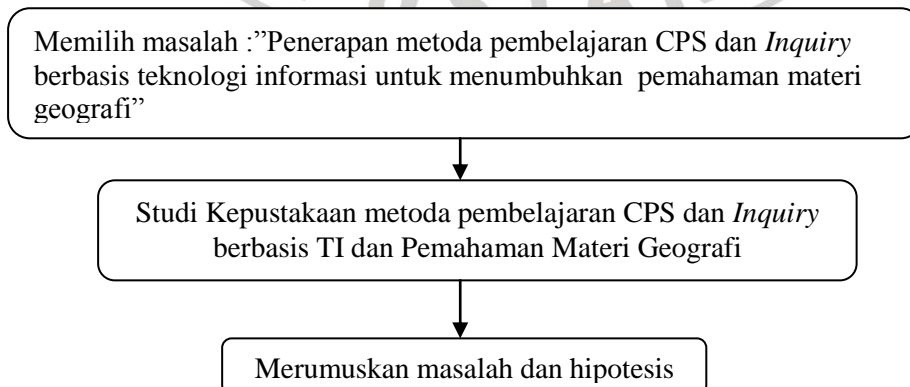 Memilih masalah :”Penerapan metoda pembelajaran CPS dan Inquiry
berbasis teknologi informasi untuk menumbuhkan pemahaman materi
geografi”
Studi Kepustakaan metoda pembelajaran CPS dan Inquiry
berbasis TI dan Pemahaman Materi Geografi
Merumuskan masalah dan hipotesis